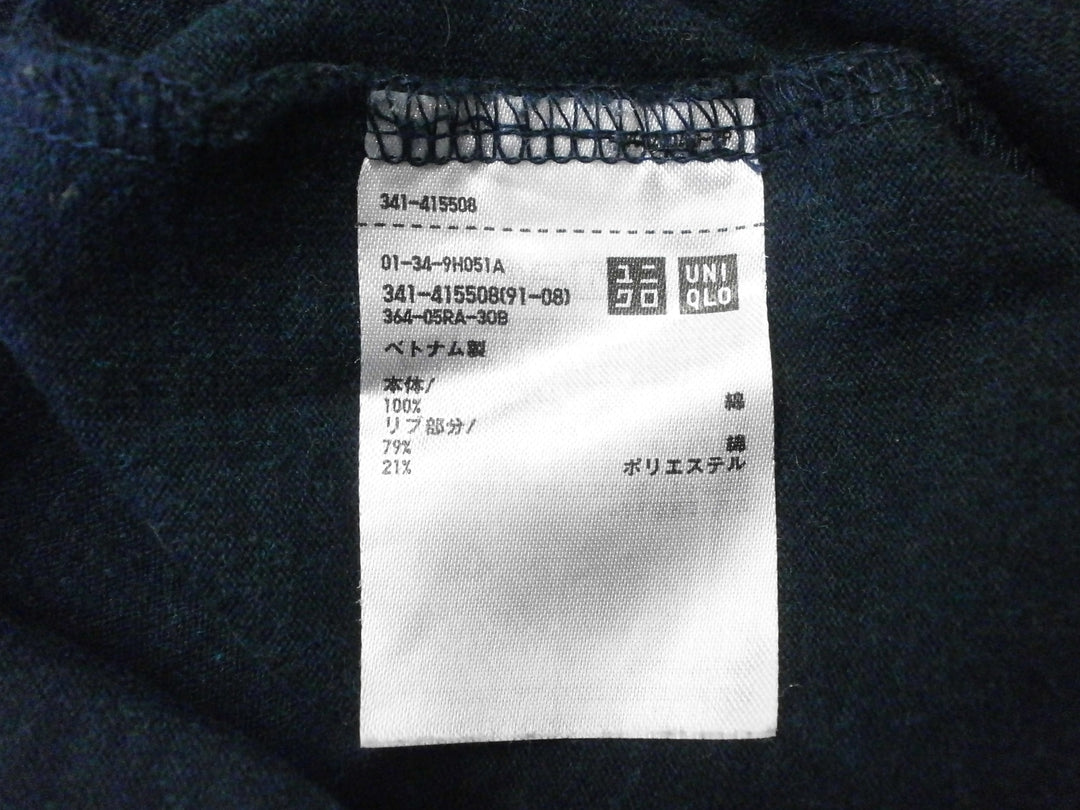 341-415508
01-34-9H051A
ユニクロ UNIQLO
341-415508(91-08)
364-05RA-30B
ベトナム製
本体/
100% 綿
リブ部分/
79% 綿
21% ポリエステル